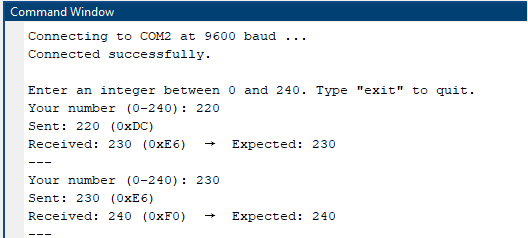 Command Window
Connecting to COM2 at 9600 baud ...
Connected successfully.
Enter an integer between 0 and 240. Type "exit" to quit.
Your number (0-240): 220
Sent: 220 (0xDC)
Received: 230 (0xE6) → Expected: 230
---
Your number (0-240): 230
Sent: 230 (0xE6)
Received: 240 (0xF0) → Expected: 240
---